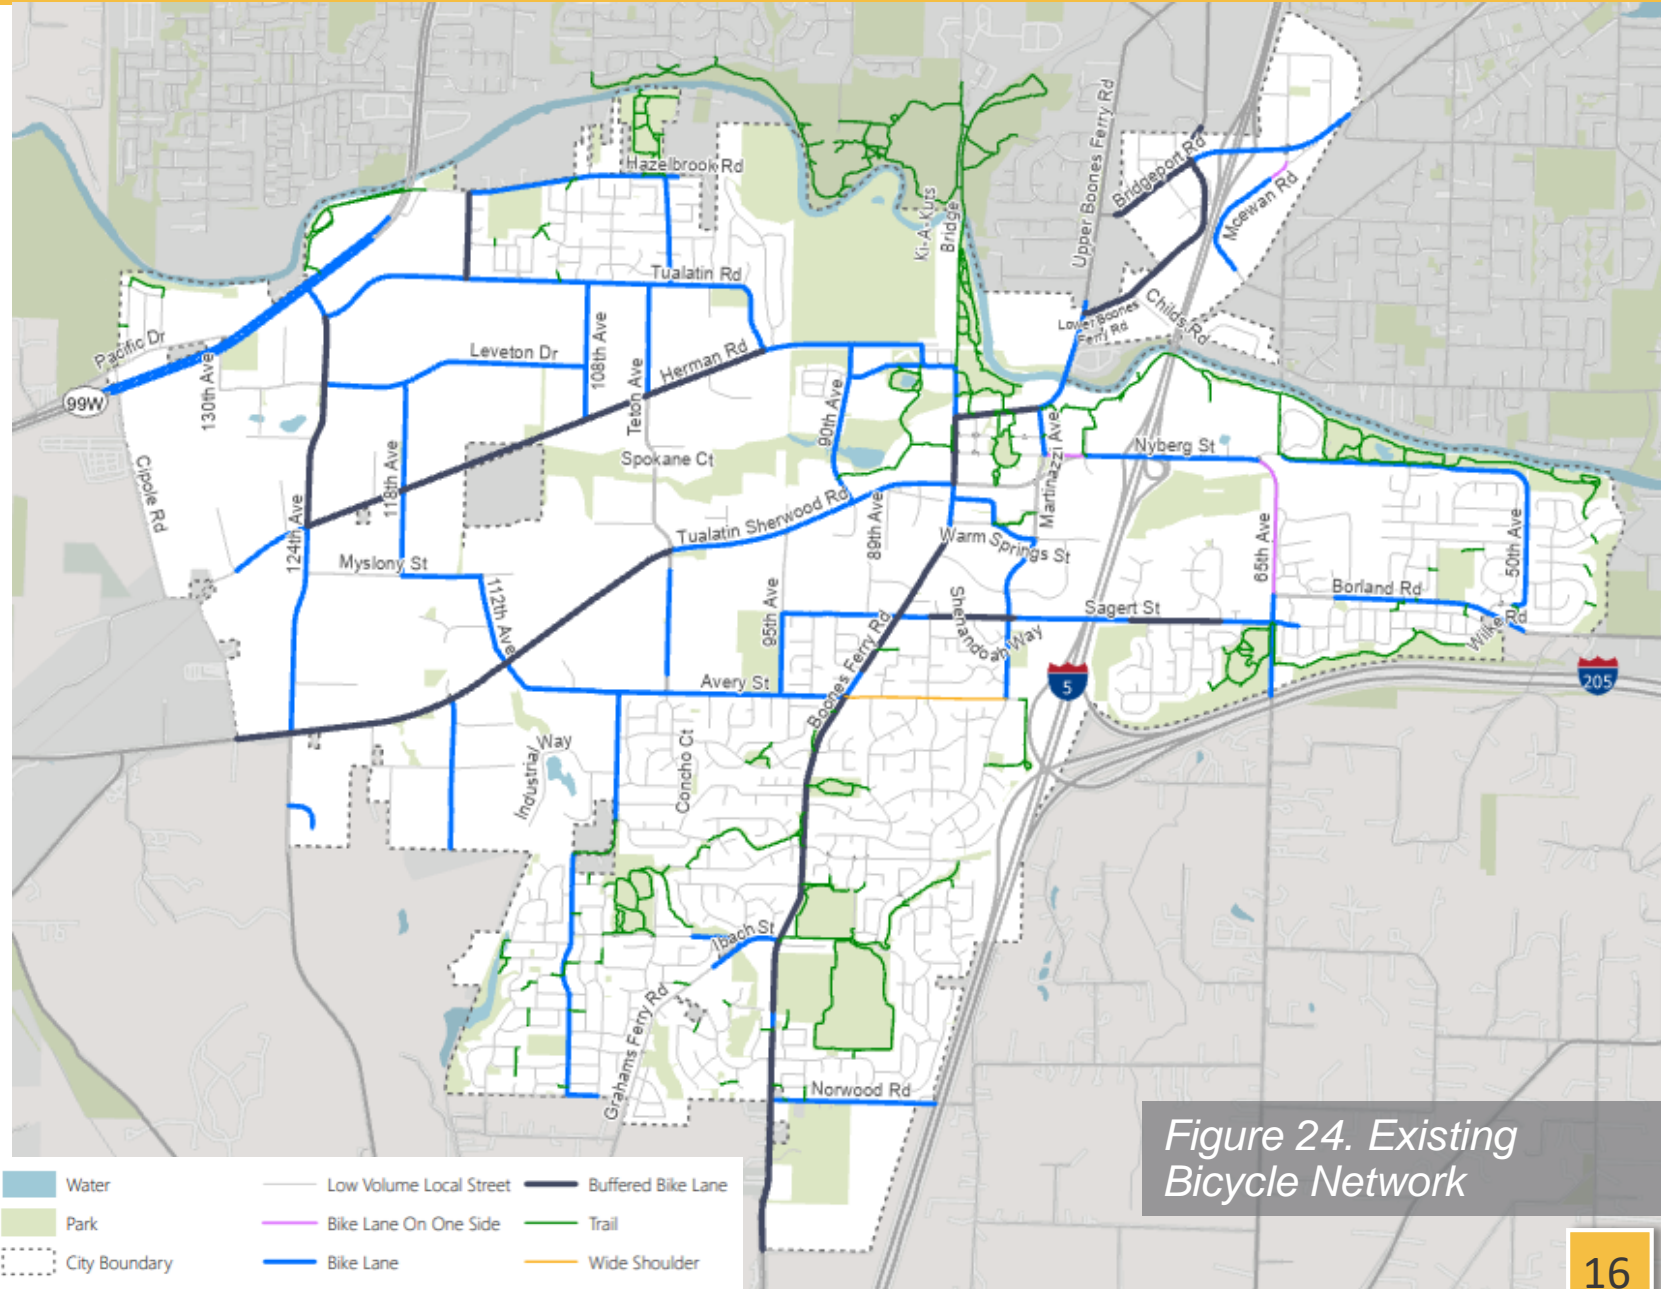 Hazelbrook Rd
Bridgeport Rd
Upper Boones Ferry Rd
Mcewan Rd
Ki-A-Kuts
Bridge
Tualatin Rd
Lower Boones
Ferry Rd
Childs Rd
Pacific Dr
99W
130th Ave
Leveton Dr
108th Ave
Teton Ave
Herman Rd
90th Ave
Martinazzi Ave
Nyberg St
Cipole Rd
118th Ave
124th Ave
Spokane Ct
Tualatin Sherwood Rd
89th Ave
Warm Springs St
65th Ave
50th Ave
Myslony St
112th Ave
95th Ave
Boones Ferry Rd
Shenandoah Way
Sagert St
Borland Rd
Wilke Rd
Avery St
5
205
Industrial Way
Concho Ct
Ibach St
Grahams Ferry Rd
Norwood Rd
Figure 24. Existing
Bicycle Network
Water
Park
City Boundary
Low Volume Local Street
Bike Lane On One Side
Bike Lane
Buffered Bike Lane
Trail
Wide Shoulder
16